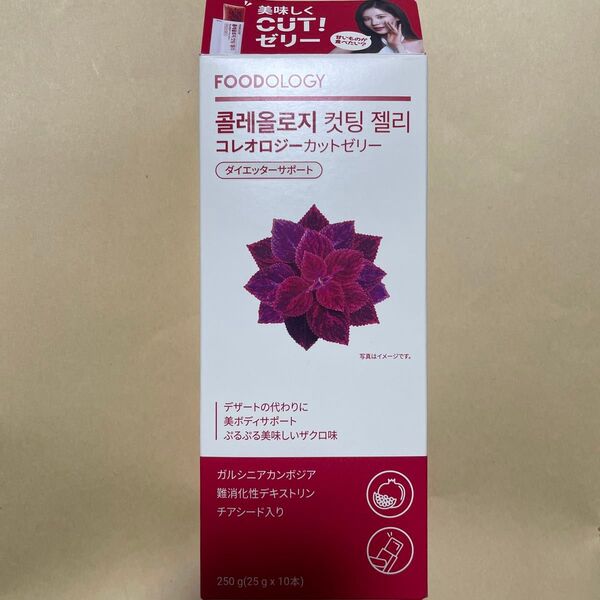 美味しく
CUT!
ゼリー
甘いものが
食べたい♡
FOODOLOGY
콜레올로지 컷팅 젤리
コレオロジーカットゼリー
ダイエッターサポート
写真はイメージです。
デザートの代わりに
美ボディサポート
ぷるぷる美味しいザクロ味
ガルシニアカンボジア
難消化性デキストリン
チアシード入り
250 g(25 g x 10本)